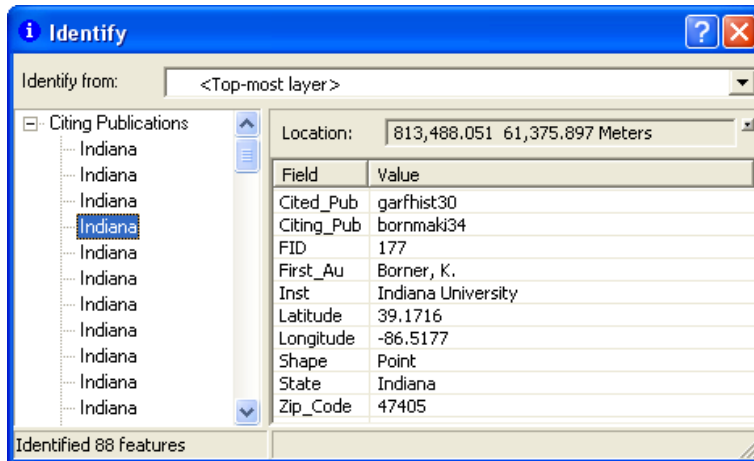 Identify
Identify from: <Top-most layer>
Citing Publications
Indiana
Indiana
Indiana
Indiana
Indiana
Indiana
Indiana
Indiana
Indiana
Indiana
Indiana
Location: 813,488.051 61,375.897 Meters
Field Value
Cited_Pub garfhist30
Citing_Pub bornmaki34
FID 177
First_Au Borner, K.
Inst Indiana University
Latitude 39.1716
Longitude -86.5177
Shape Point
State Indiana
Zip_Code 47405
Identified 88 features